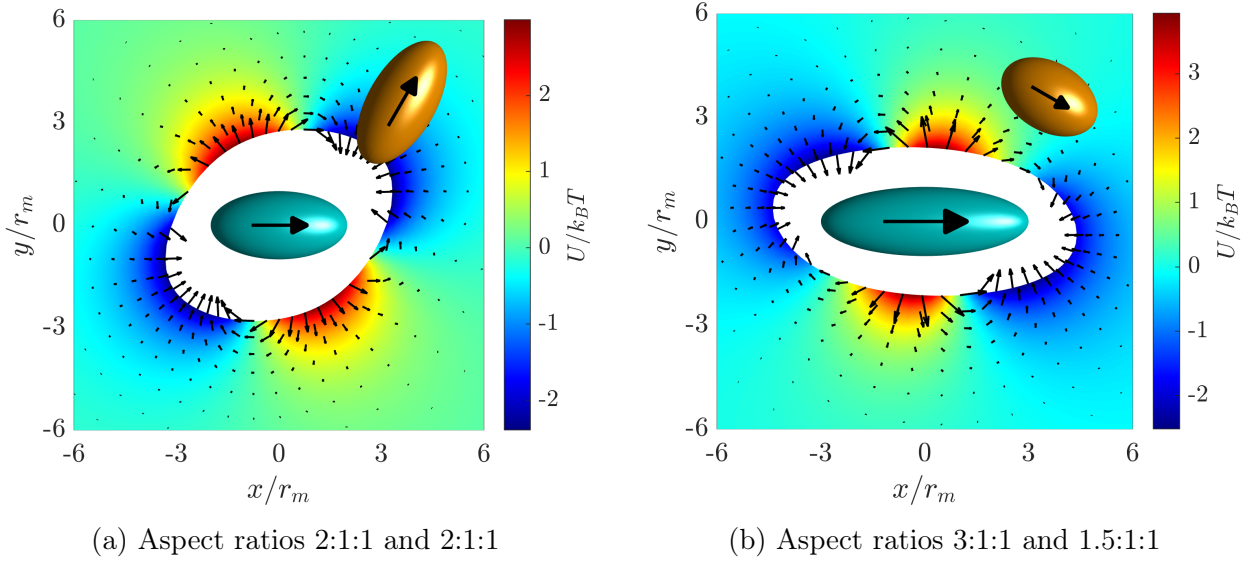 6
3
0
-3
-6
y/r_m
-6 -3 0 3 6
x/r_m
2
1
0
-1
-2
U/k_BT
(a) Aspect ratios 2:1:1 and 2:1:1
6
3
0
-3
-6
y/r_m
-6 -3 0 3 6
x/r_m
3
2
1
0
-1
-2
U/k_BT
(b) Aspect ratios 3:1:1 and 1.5:1:1